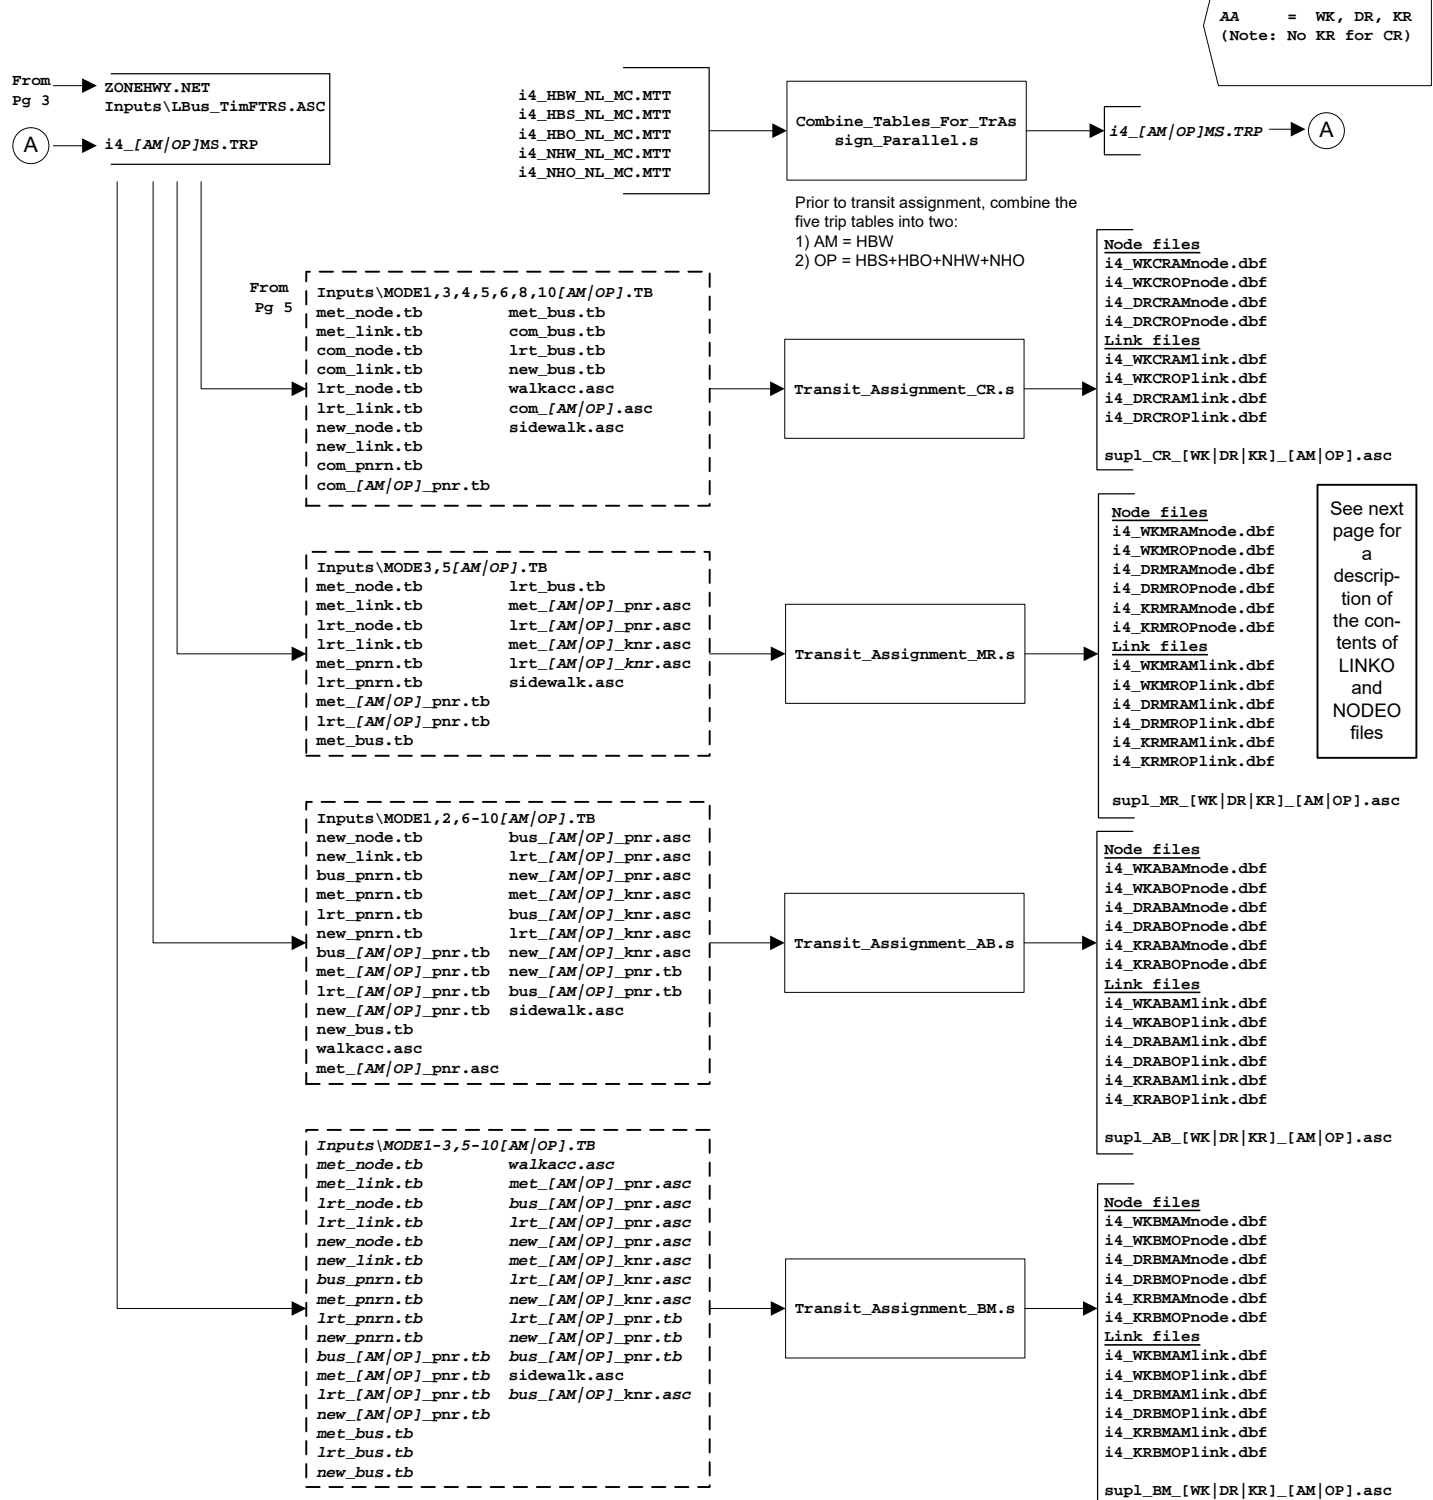 AA = WK, DR, KR
(Note: No KR for CR)
From
Pg 3
ZONEHWY.NET
Inputs\LBus_TimFTRS.ASC
A
i4_[AM|OP]MS.TRP
i4_HBW_NL_MC.MTT
i4_HBS_NL_MC.MTT
i4_HBO_NL_MC.MTT
i4_NHW_NL_MC.MTT
i4_NHO_NL_MC.MTT
Combine_Tables_For_TrAs
sign_Parallel.s
i4_[AM|OP]MS.TRP
A
Prior to transit assignment, combine the
five trip tables into two:
1) AM = HBW
2) OP = HBS+HBO+NHW+NHO
From
Pg 5
Inputs\MODE1,3,4,5,6,8,10[AM|OP].TB
met_node.tb met_bus.tb
met_link.tb com_bus.tb
com_node.tb lrt_bus.tb
com_link.tb new_bus.tb
lrt_node.tb walkacc.asc
lrt_link.tb com_[AM|OP].asc
new_node.tb sidewalk.asc
new_link.tb
com_pnrn.tb
com_[AM|OP]_pnr.tb
Transit_Assignment_CR.s
Node files
i4_WKCRAMnode.dbf
i4_WKCROPnode.dbf
i4_DRCRAMnode.dbf
i4_DRCROPnode.dbf
Link files
i4_WKCRAMlink.dbf
i4_WKCROPlink.dbf
i4_DRCRAMlink.dbf
i4_DRCROPlink.dbf
supl_CR_[WK|DR|KR]_[AM|OP].asc
Inputs\MODE3,5[AM|OP].TB
met_node.tb lrt_bus.tb
met_link.tb met_[AM|OP]_pnr.asc
lrt_node.tb lrt_[AM|OP]_pnr.asc
lrt_link.tb met_[AM|OP]_knr.asc
met_pnrn.tb lrt_[AM|OP]_knr.asc
lrt_pnrn.tb sidewalk.asc
met_[AM|OP]_pnr.tb
lrt_[AM|OP]_pnr.tb
met_bus.tb
Transit_Assignment_MR.s
Node files
i4_WKMRAMnode.dbf
i4_WKMROPnode.dbf
i4_DRMRAMnode.dbf
i4_DRMROPnode.dbf
i4_KRMRAMnode.dbf
i4_KRMROPnode.dbf
Link files
i4_WKMRAMlink.dbf
i4_WKMROPlink.dbf
i4_DRMRAMlink.dbf
i4_DRMROPlink.dbf
i4_KRMRAMlink.dbf
i4_KRMROPlink.dbf
supl_MR_[WK|DR|KR]_[AM|OP].asc
See next
page for
a
descrip-
tion of
the con-
tents of
LINKO
and
NODEO
files
Inputs\MODE1,2,6-10[AM|OP].TB
new_node.tb bus_[AM|OP]_pnr.asc
new_link.tb lrt_[AM|OP]_pnr.asc
bus_pnrn.tb new_[AM|OP]_pnr.asc
met_pnrn.tb met_[AM|OP]_knr.asc
lrt_pnrn.tb bus_[AM|OP]_knr.asc
new_pnrn.tb lrt_[AM|OP]_knr.asc
bus_[AM|OP]_pnr.tb new_[AM|OP]_knr.asc
met_[AM|OP]_pnr.tb new_[AM|OP]_pnr.tb
lrt_[AM|OP]_pnr.tb bus_[AM|OP]_pnr.tb
new_[AM|OP]_pnr.tb sidewalk.asc
new_bus.tb
walkacc.asc
met_[AM|OP]_pnr.asc
Transit_Assignment_AB.s
Node files
i4_WKABAMnode.dbf
i4_WKABOPnode.dbf
i4_DRABAMnode.dbf
i4_DRABOPnode.dbf
i4_KRABAMnode.dbf
i4_KRABOPnode.dbf
Link files
i4_WKABAMlink.dbf
i4_WKABOPlink.dbf
i4_DRABAMlink.dbf
i4_DRABOPlink.dbf
i4_KRABAMlink.dbf
i4_KRABOPlink.dbf
supl_AB_[WK|DR|KR]_[AM|OP].asc
Inputs\MODE1-3,5-10[AM|OP].TB
met_node.tb walkacc.asc
met_link.tb met_[AM|OP]_pnr.asc
lrt_node.tb bus_[AM|OP]_pnr.asc
lrt_link.tb lrt_[AM|OP]_pnr.asc
new_node.tb new_[AM|OP]_pnr.asc
new_link.tb met_[AM|OP]_knr.asc
bus_pnrn.tb lrt_[AM|OP]_knr.asc
met_pnrn.tb new_[AM|OP]_knr.asc
lrt_pnrn.tb lrt_[AM|OP]_pnr.tb
new_pnrn.tb new_[AM|OP]_pnr.tb
bus_[AM|OP]_pnr.tb bus_[AM|OP]_pnr.tb
met_[AM|OP]_pnr.tb sidewalk.asc
lrt_[AM|OP]_pnr.tb bus_[AM|OP]_knr.asc
new_[AM|OP]_pnr.tb
met_bus.tb
lrt_bus.tb
new_bus.tb
Transit_Assignment_BM.s
Node files
i4_WKBMAMnode.dbf
i4_WKBMOPnode.dbf
i4_DRBMAMnode.dbf
i4_DRBMOPnode.dbf
i4_KRBMAMnode.dbf
i4_KRBMOPnode.dbf
Link files
i4_WKBMAMlink.dbf
i4_WKBMOPlink.dbf
i4_DRBMAMlink.dbf
i4_DRBMOPlink.dbf
i4_KRBMAMlink.dbf
i4_KRBMOPlink.dbf
supl_BM_[WK|DR|KR]_[AM|OP].asc